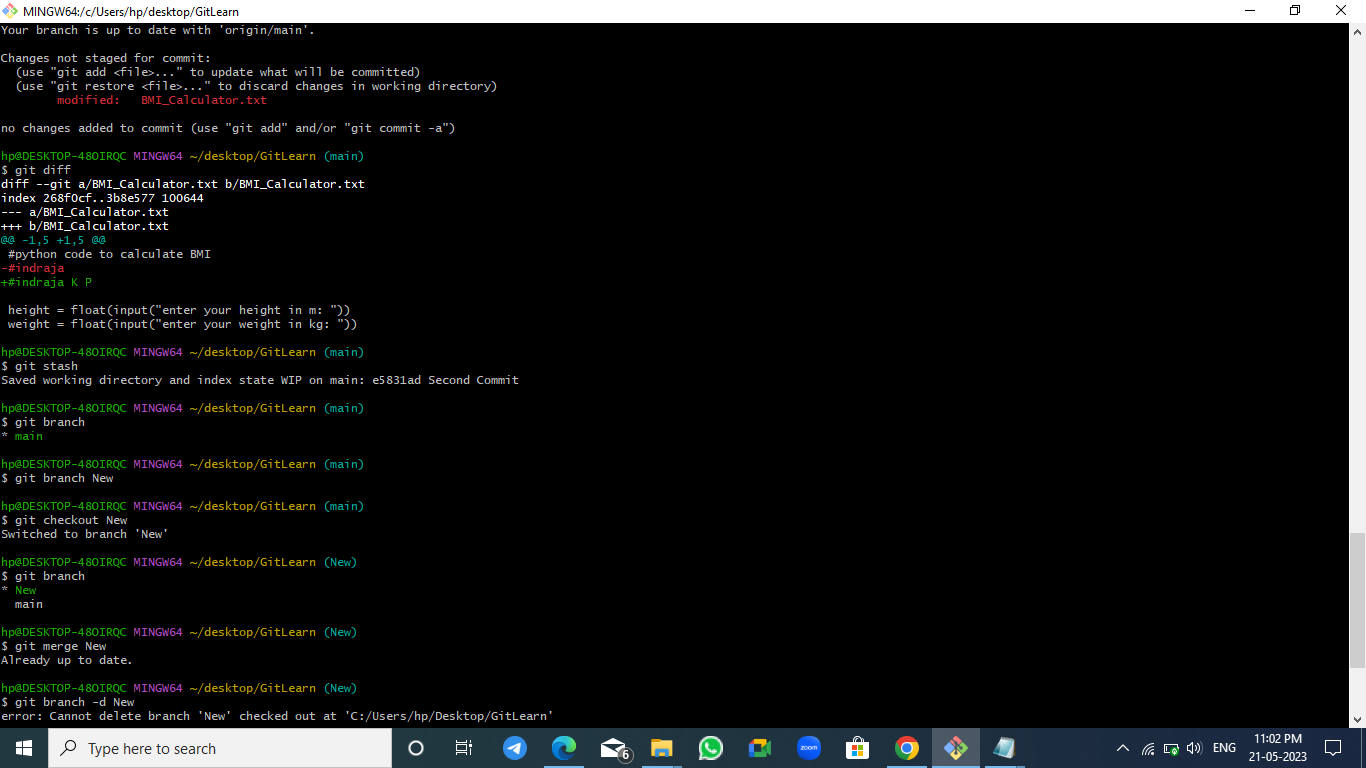 MINGW64:/c/Users/hp/desktop/GitLearn
Your branch is up to date with 'origin/main'.
Changes not staged for commit:
  (use "git add <file>..." to update what will be committed)
  (use "git restore <file>..." to discard changes in working directory)
        modified:   BMI_Calculator.txt
no changes added to commit (use "git add" and/or "git commit -a")
hp@DESKTOP-48OIRQC MINGW64 ~/desktop/GitLearn (main)
$ git diff
diff --git a/BMI_Calculator.txt b/BMI_Calculator.txt
index 268f0cf..3b8e577 100644
--- a/BMI_Calculator.txt
+++ b/BMI_Calculator.txt
@@ -1,5 +1,5 @@
 #python code to calculate BMI
-#indraja
+#indraja K P
 height = float(input("enter your height in m: "))
 weight = float(input("enter your weight in kg: "))
hp@DESKTOP-48OIRQC MINGW64 ~/desktop/GitLearn (main)
$ git stash
Saved working directory and index state WIP on main: e5831ad Second Commit
hp@DESKTOP-48OIRQC MINGW64 ~/desktop/GitLearn (main)
$ git branch
* main
hp@DESKTOP-48OIRQC MINGW64 ~/desktop/GitLearn (main)
$ git branch New
hp@DESKTOP-48OIRQC MINGW64 ~/desktop/GitLearn (main)
$ git checkout New
Switched to branch 'New'
hp@DESKTOP-48OIRQC MINGW64 ~/desktop/GitLearn (New)
$ git branch
* New
  main
hp@DESKTOP-48OIRQC MINGW64 ~/desktop/GitLearn (New)
$ git merge New
Already up to date.
hp@DESKTOP-48OIRQC MINGW64 ~/desktop/GitLearn (New)
$ git branch -d New
error: Cannot delete branch 'New' checked out at 'C:/Users/hp/Desktop/GitLearn'
Type here to search
6
zoom
ENG
11:02 PM
21-05-2023